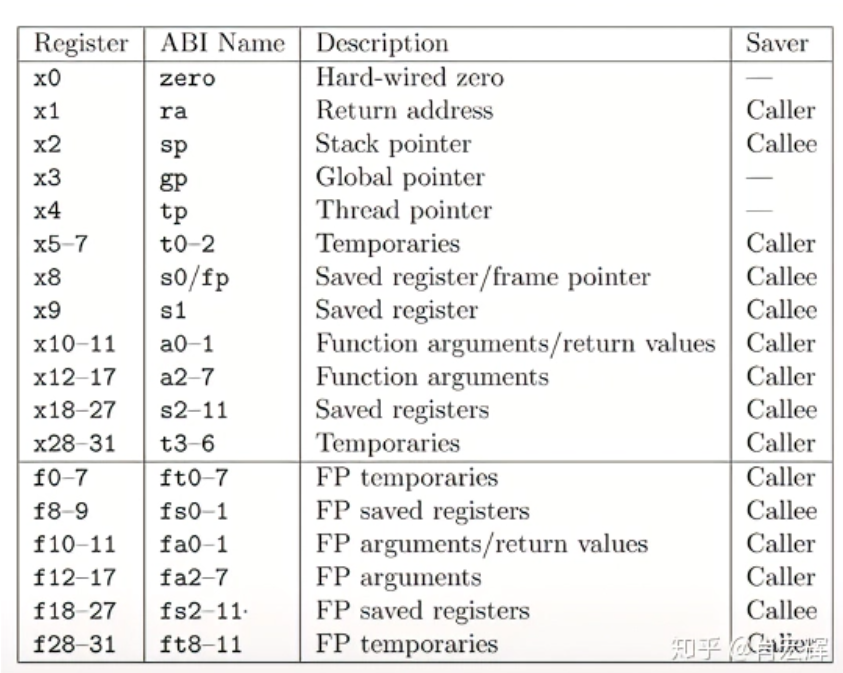 Register ABI Name Description Saver
x0 zero Hard-wired zero —
x1 ra Return address Caller
x2 sp Stack pointer Callee
x3 gp Global pointer —
x4 tp Thread pointer —
x5–7 t0–2 Temporaries Caller
x8 s0/fp Saved register/frame pointer Callee
x9 s1 Saved register Callee
x10–11 a0–1 Function arguments/return values Caller
x12–17 a2–7 Function arguments Caller
x18–27 s2–11 Saved registers Callee
x28–31 t3–6 Temporaries Caller
f0–7 ft0–7 FP temporaries Caller
f8–9 fs0–1 FP saved registers Callee
f10–11 fa0–1 FP arguments/return values Caller
f12–17 fa2–7 FP arguments Caller
f18–27 fs2–11 FP saved registers Callee
f28–31 ft8–11 FP temporaries Caller
知乎 @肖宏辉